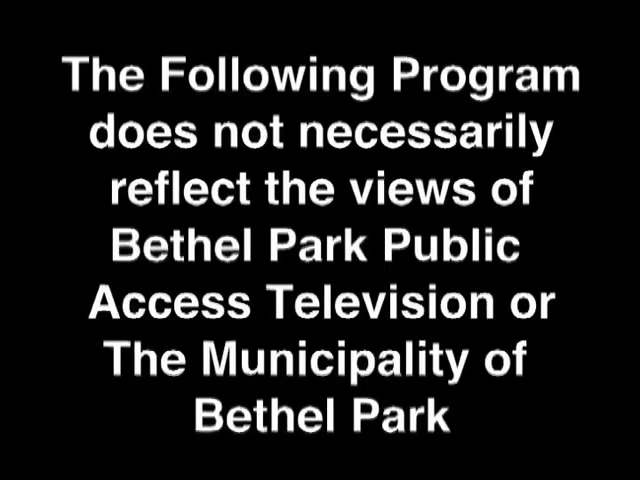 The Following Program
does not necessarily
reflect the views of
Bethel Park Public
Access Television or
The Municipality of
Bethel Park